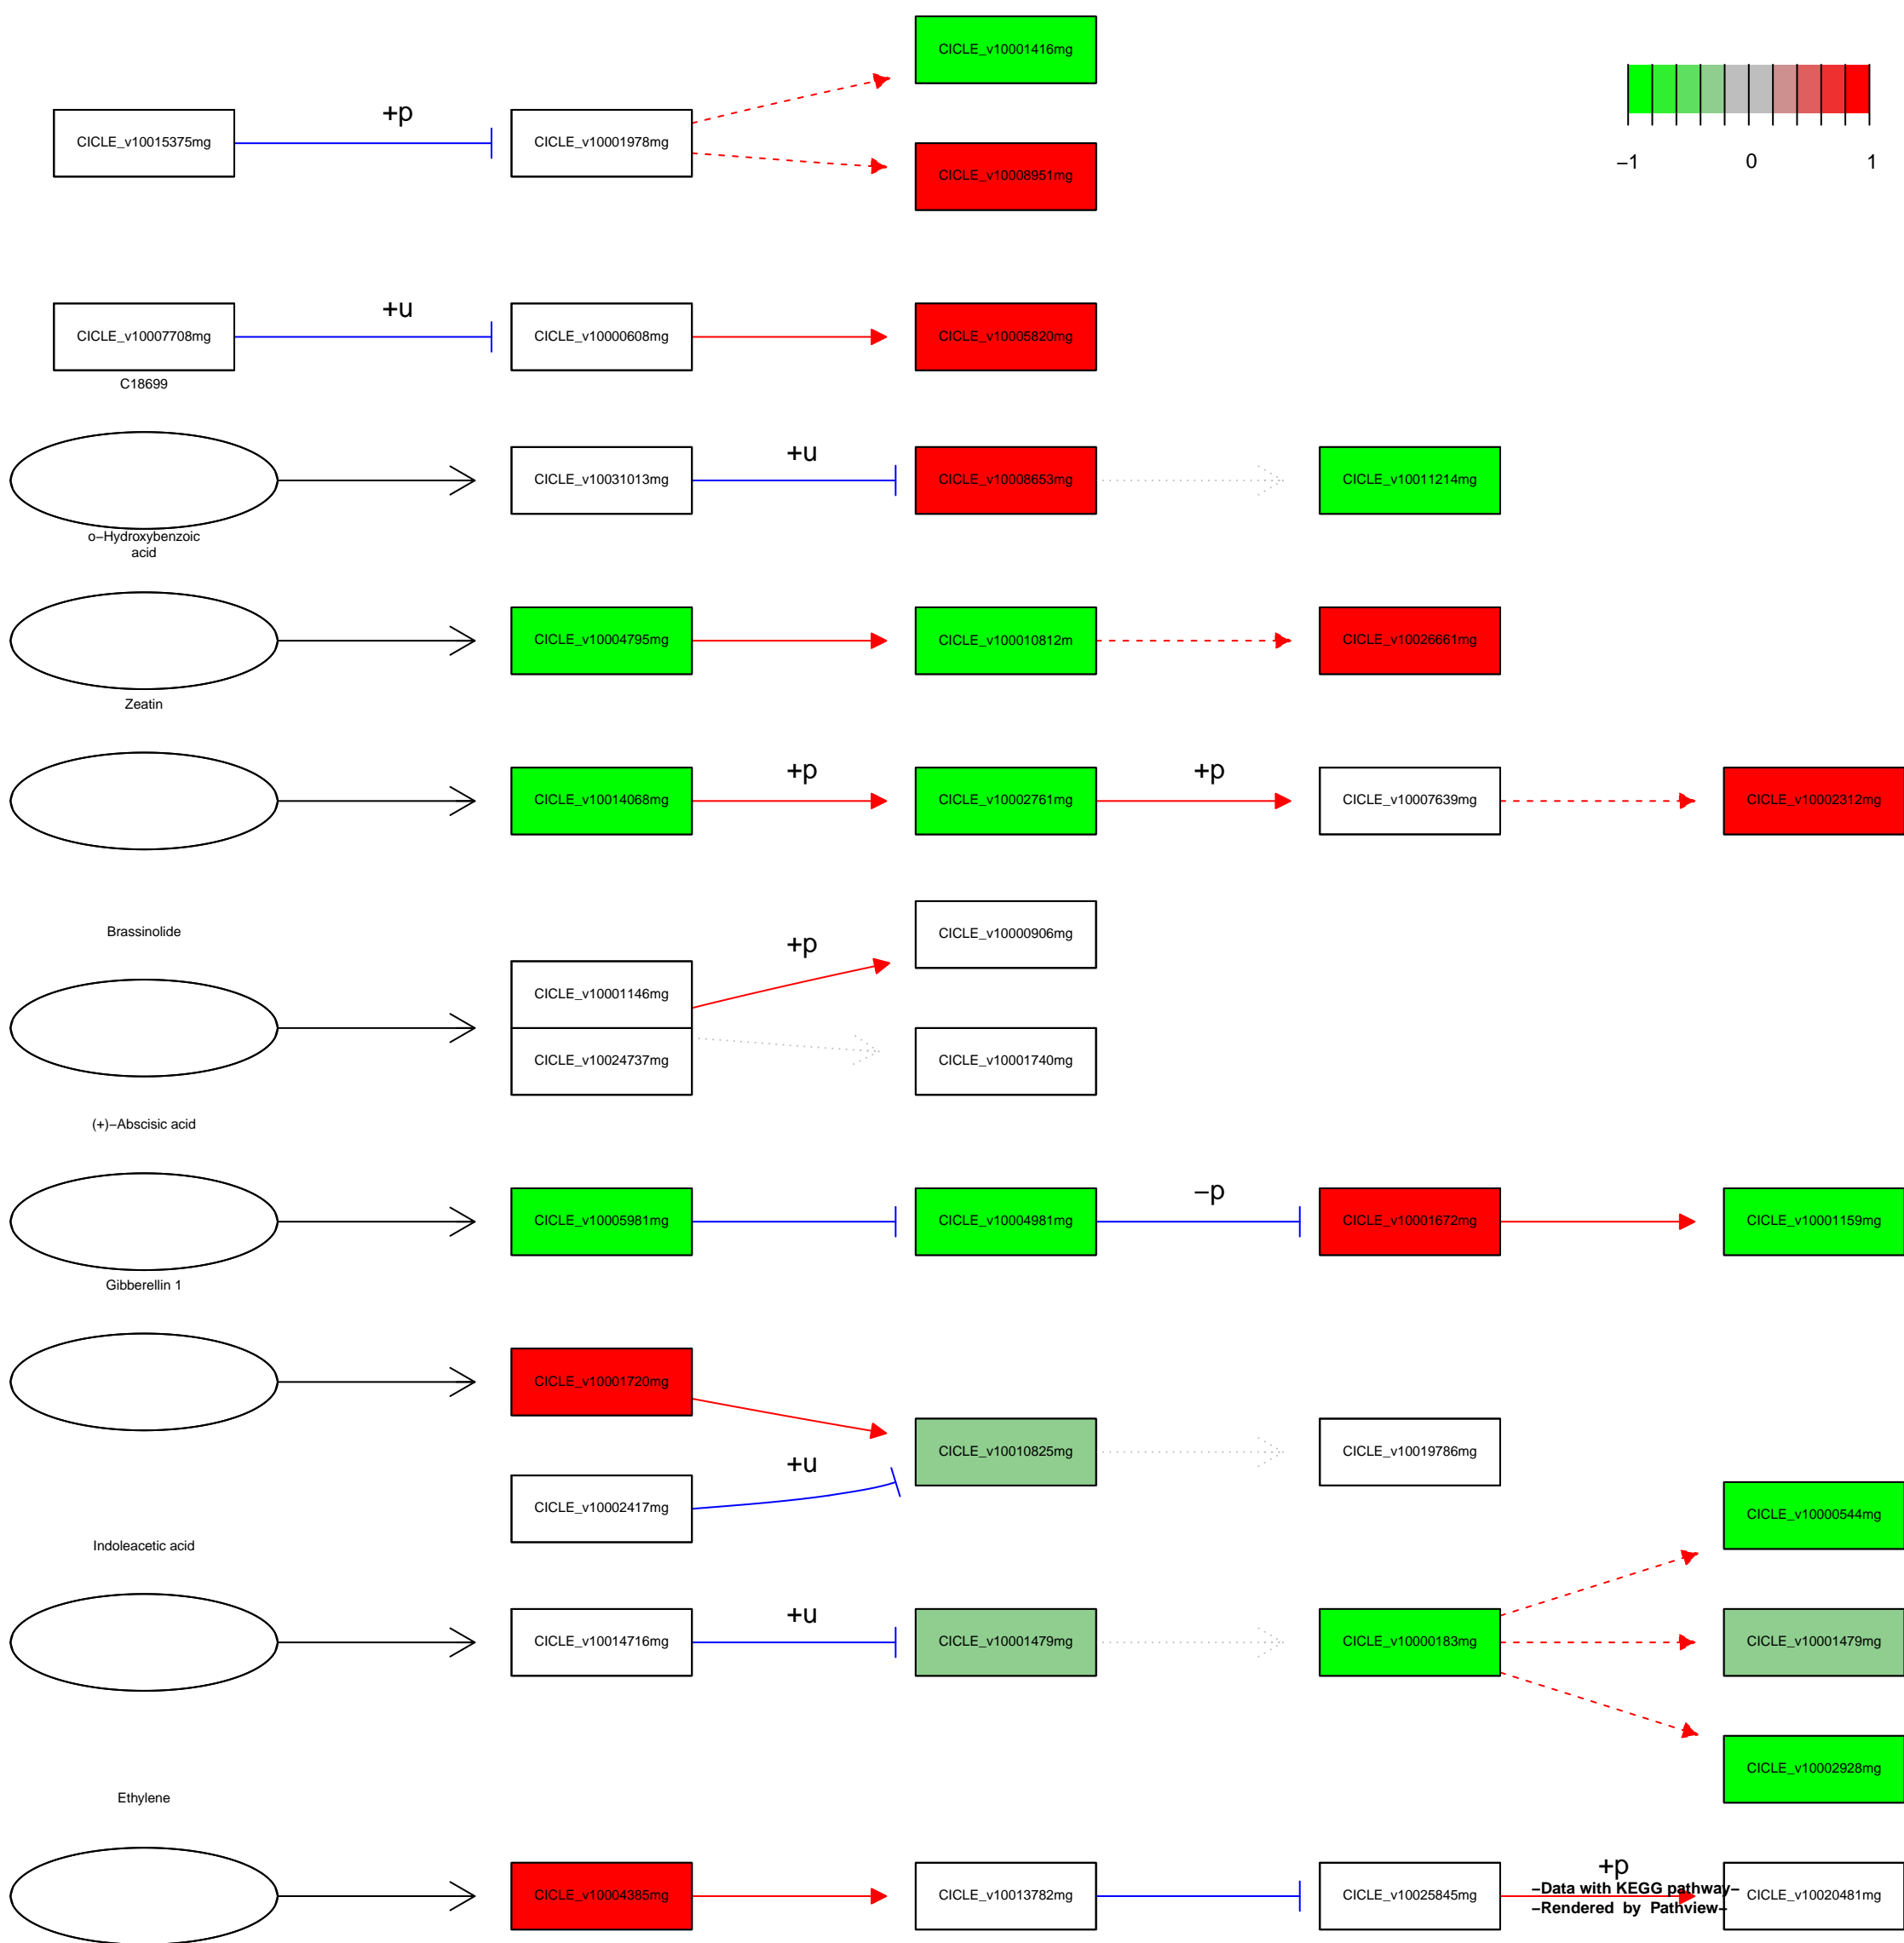 CICLE_v10001416mg
+p
CICLE_v10015375mg
CICLE_v10001978mg
CICLE_v10008951mg
−1
0
1
+u
CICLE_v10007708mg
CICLE_v10000608mg
CICLE_v10005820mg
C18699
+u
CICLE_v10031013mg
CICLE_v10008653mg
CICLE_v10011214mg
o−Hydroxybenzoic
acid
CICLE_v10004795mg
CICLE_v100010812m
CICLE_v10026661mg
Zeatin
+p
+p
CICLE_v10014068mg
CICLE_v10002761mg
CICLE_v10007639mg
CICLE_v10002312mg
Brassinolide
CICLE_v10000906mg
+p
CICLE_v10001146mg
CICLE_v10024737mg
CICLE_v10001740mg
(+)−Abscisic acid
−p
CICLE_v10005981mg
CICLE_v10004981mg
CICLE_v10001672mg
CICLE_v10001159mg
Gibberellin 1
CICLE_v10001720mg
CICLE_v10010825mg
CICLE_v10019786mg
+u
CICLE_v10002417mg
CICLE_v10000544mg
Indoleacetic acid
+u
CICLE_v10014716mg
CICLE_v10001479mg
CICLE_v10000183mg
CICLE_v10001479mg
CICLE_v10002928mg
Ethylene
+p
CICLE_v10004385mg
CICLE_v10013782mg
CICLE_v10025845mg
CICLE_v10020481mg
−Data with KEGG pathway−
−Rendered by Pathview−